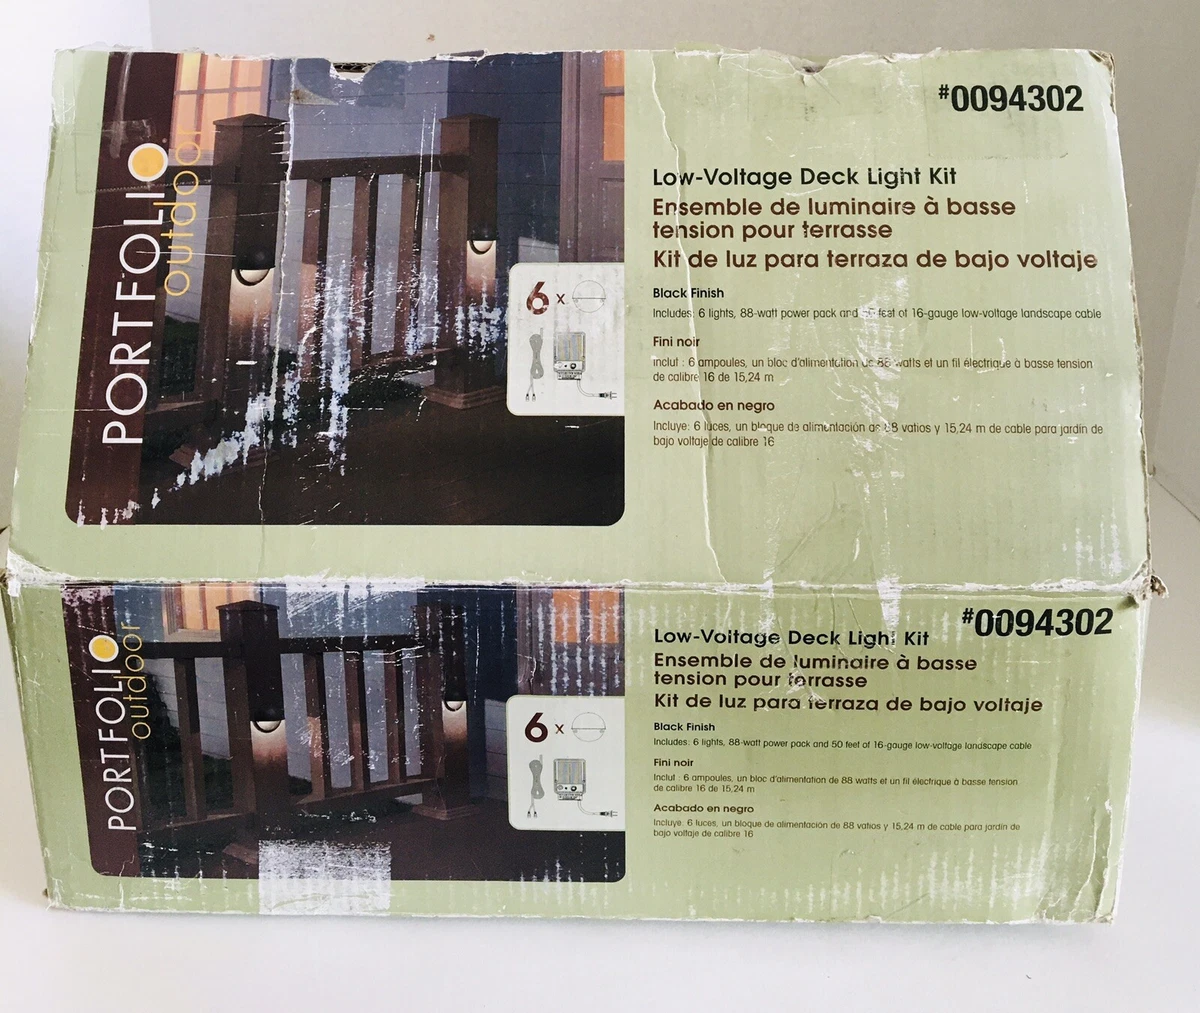 PORTFOLIO
outdoor
6 x
#0094302
Low-Voltage Deck Light Kit
Ensemble de luminaire à basse
tension pour terrasse
Kit de luz para terraza de bajo voltaje
Black Finish
Includes: 6 lights, 88-watt power pack and 50 feet of 16-gauge low-voltage landscape cable
Fini noir
Inclut : 6 ampoules, un bloc d'alimentation de 88 watts et un fil électrique à basse tension
de calibre 16 de 15,24 m
Acabado en negro
Incluye: 6 luces, un bloque de alimentación de 88 vatios y 15,24 m de cable para jardín de
bajo voltaje de calibre 16
PORTFOLIO
outdoor
6 x
#0094302
Low-Voltage Deck Light Kit
Ensemble de luminaire à basse
tension pour terrasse
Kit de luz para terraza de bajo voltaje
Black Finish
Includes: 6 lights, 88-watt power pack and 50 feet of 16-gauge low-voltage landscape cable
Fini noir
Inclut : 6 ampoules, un bloc d'alimentation de 88 watts et un fil électrique à basse tension
de calibre 16 de 15,24 m
Acabado en negro
Incluye: 6 luces, un bloque de alimentación de 88 vatios y 15,24 m de cable para jardín de
bajo voltaje de calibre 16